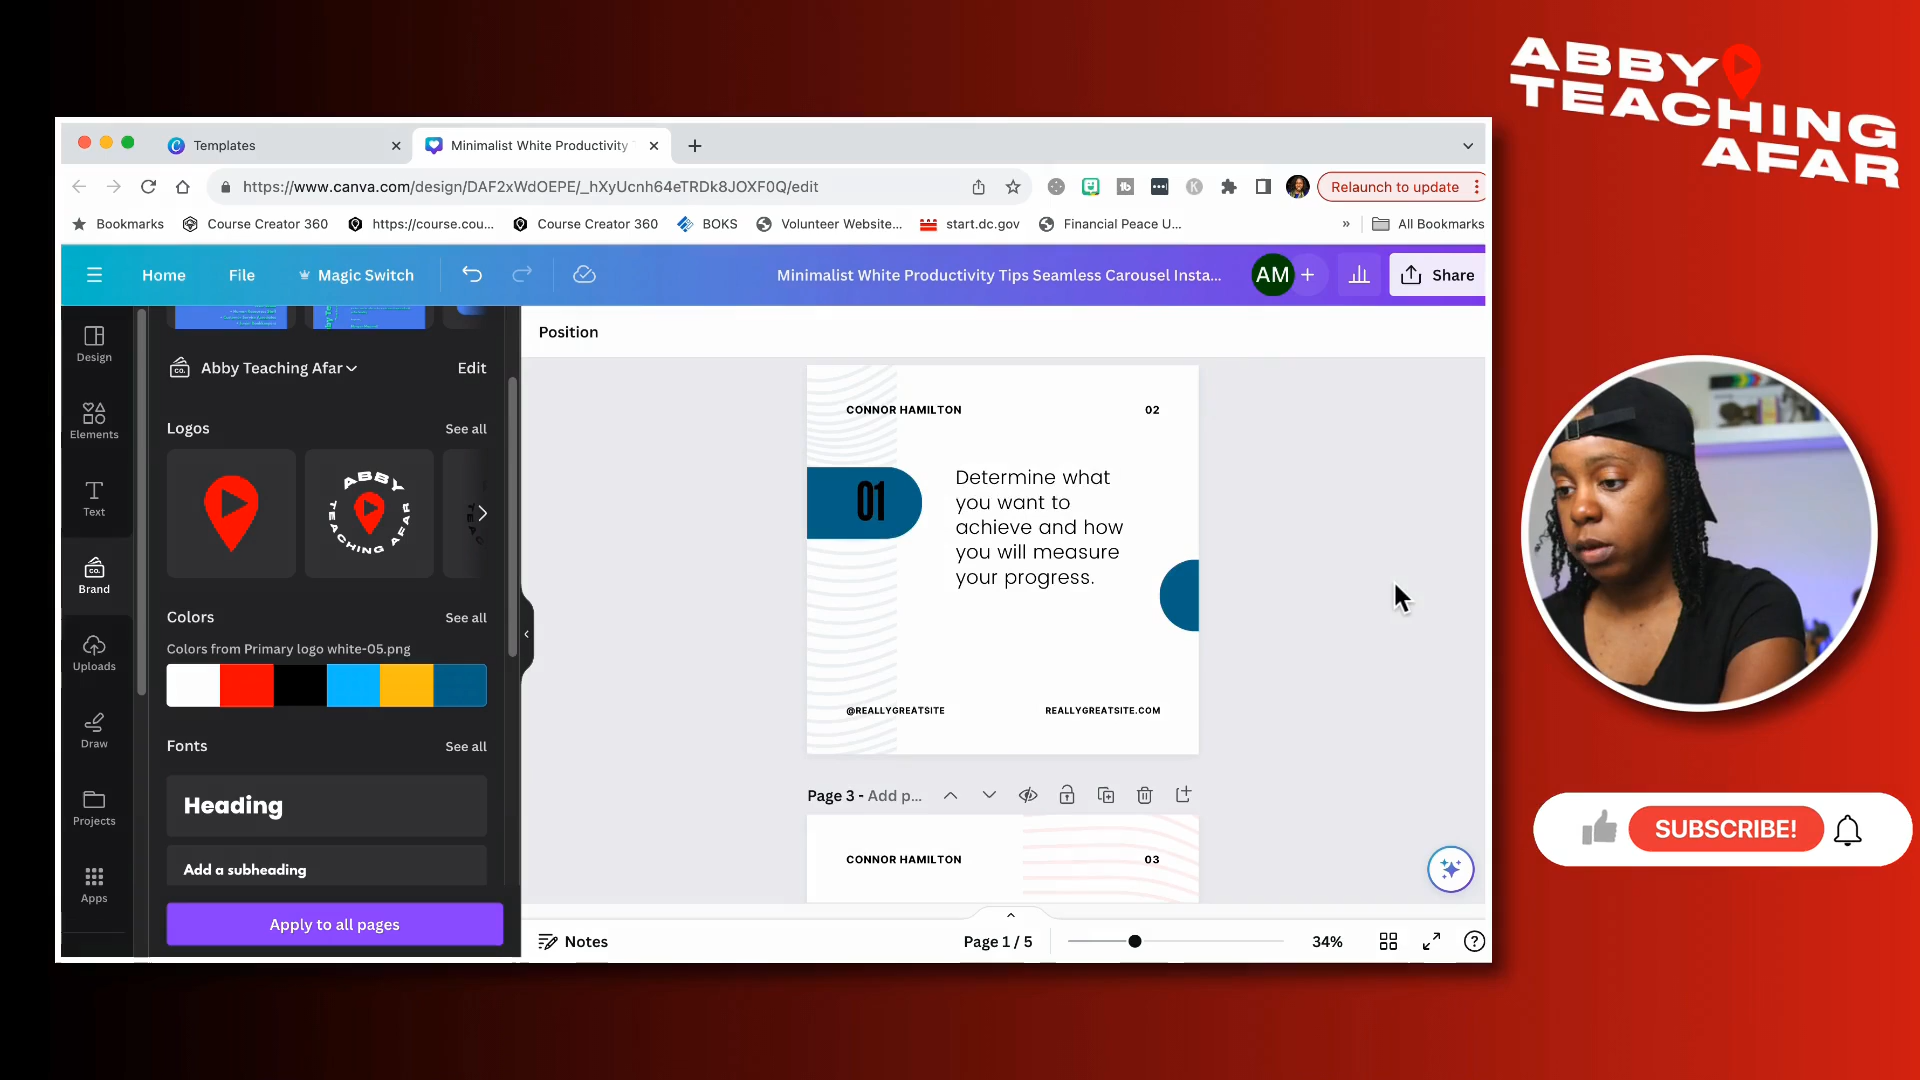 ABBY
TEACHING
AFAR
Templates
Minimalist White Productivity
https://www.canva.com/design/DAF2xWdOEPE/_hXyUcnh64eTRDk8JOXF0Q/edit
Relaunch to update
Bookmarks
Course Creator 360
https://course.cou...
Course Creator 360
BOKS
Volunteer Website...
start.dc.gov
Financial Peace U...
»
All Bookmarks
Home
File
Magic Switch
Minimalist White Productivity Tips Seamless Carousel Insta...
AM
Share
Design
Elements
Text
Brand
Uploads
Draw
Projects
Apps
Abby Teaching Afar
Edit
Logos
See all
ABBY
TEACHING AFAR
Colors
See all
Colors from Primary logo white-05.png
Fonts
See all
Heading
Add a subheading
Apply to all pages
Position
CONNOR HAMILTON
02
01
Determine what
you want to
achieve and how
you will measure
your progress.
@REALLYGREATSITE
REALLYGREATSITE.COM
Page 3 - Add p...
CONNOR HAMILTON
03
Notes
Page 1 / 5
34%
SUBSCRIBE!